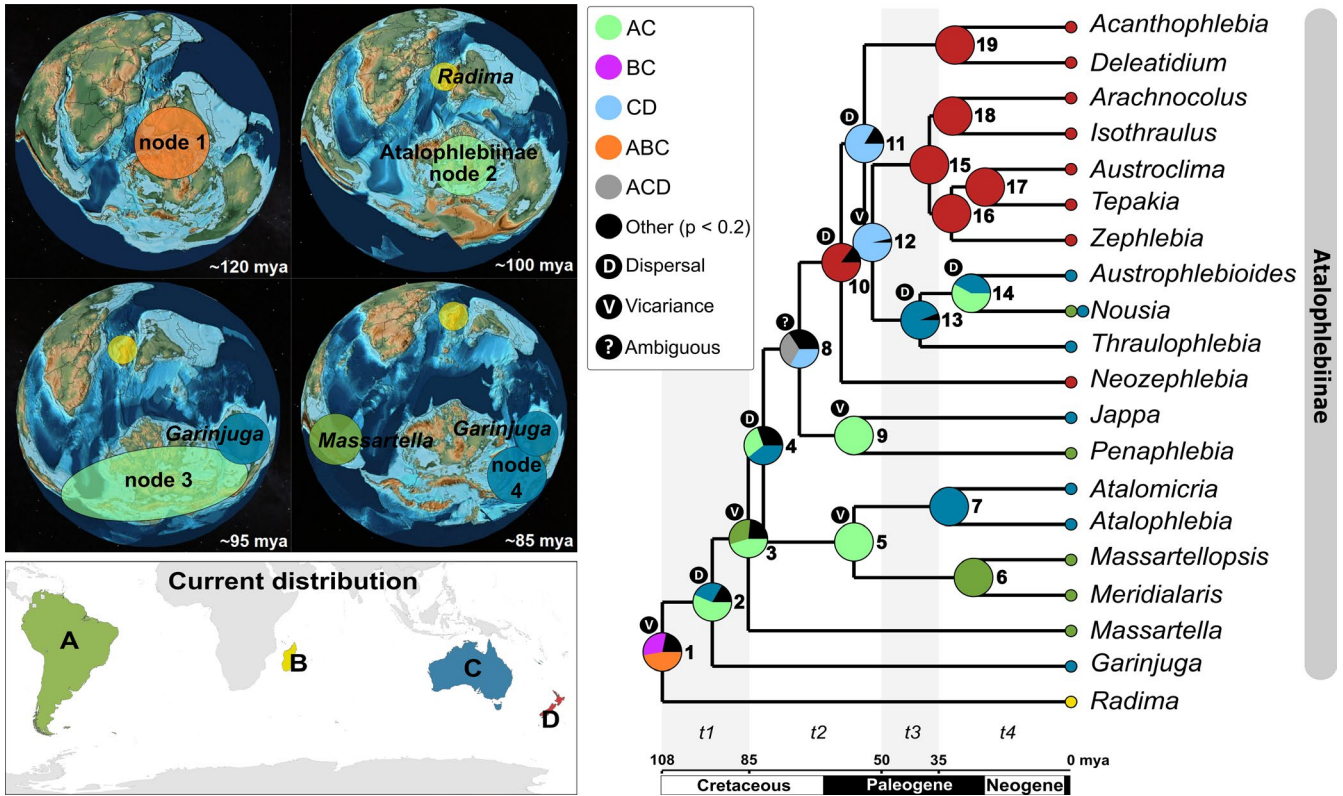 node 1
~120 mya
Radima
Atalophlebiinae
node 2
~100 mya
Garinjuga
node 3
~95 mya
Massartella
Garinjuga
node
4
~85 mya
Current distribution
A
B
C
D
AC
BC
CD
ABC
ACD
Other (p < 0.2)
D Dispersal
V Vicariance
? Ambiguous
Acanthophlebia
19
Deleatidium
Arachnocolus
18
D
11
Isothraulus
15
Austroclima
17
Tepakia
V
16
12
Zephlebia
D
10
D
Austrophlebioides
14
D
Nousia
13
?
8
Thraulophlebia
Neozephlebia
V
Jappa
9
D
4
Penaphlebia
Atalomicria
7
V
Atalophlebia
V
3
5
Massartellopsis
6
D
Meridialaris
2
Massartella
V
1
Garinjuga
Radima
Atalophlebiinae
t1 t2 t3 t4
108 85 50 35 0 mya
Cretaceous Paleogene Neogene